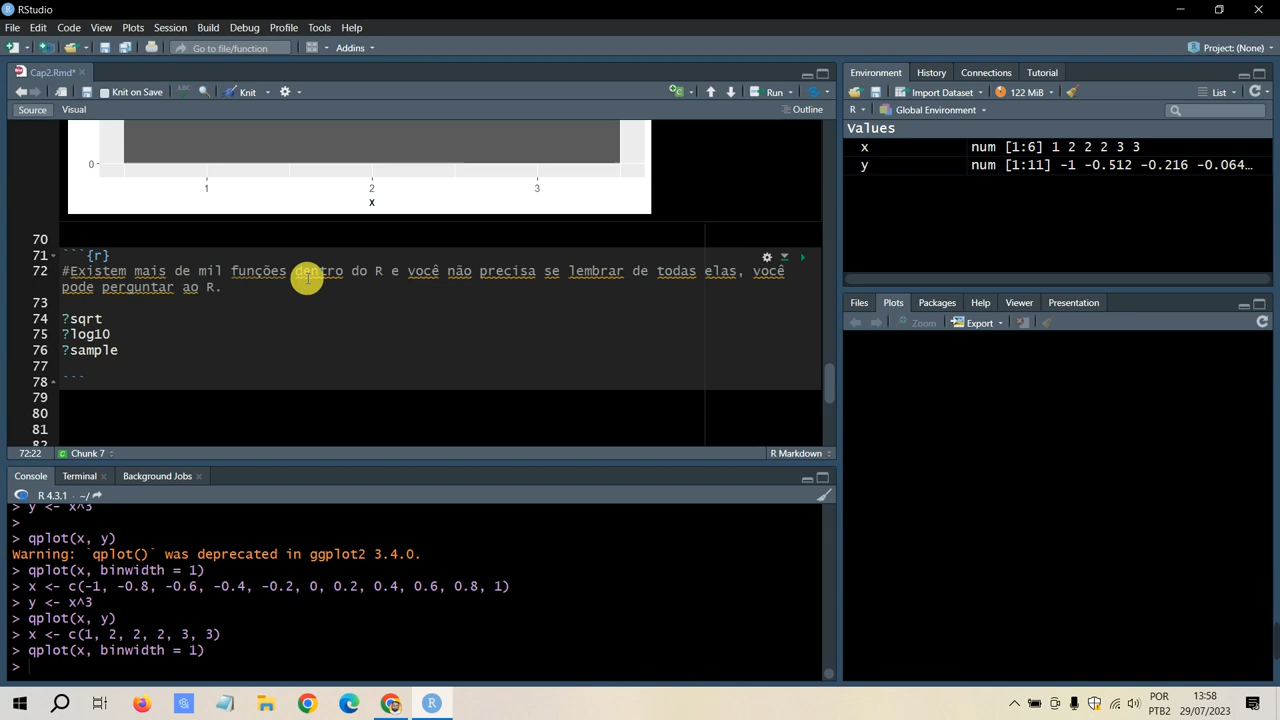 RStudio
File Edit Code View Plots Session Build Debug Profile Tools Help
Go to file/function Addins Project: (None)
Cap2.Rmd*
Knit on Save ABC Knit Run
Source Visual Outline
0
1 2 3
x
70
71 ```{r}
72 #Existem mais de mil funções dentro do R e você não precisa se lembrar de todas elas, você
pode perguntar ao R.
73
74 ?sqrt
75 ?log10
76 ?sample
77
78 ```
79
80
81
82
72:22 Chunk 7 R Markdown
Console Terminal Background Jobs
R 4.3.1 · ~/
> y <- x^3
>
> qplot(x, y)
Warning: `qplot()` was deprecated in ggplot2 3.4.0.
> qplot(x, binwidth = 1)
> x <- c(-1, -0.8, -0.6, -0.4, -0.2, 0, 0.2, 0.4, 0.6, 0.8, 1)
> y <- x^3
> qplot(x, y)
> x <- c(1, 2, 2, 2, 3, 3)
> qplot(x, binwidth = 1)
>
Environment History Connections Tutorial
Import Dataset 122 MiB List
R Global Environment
Values
x num [1:6] 1 2 2 2 3 3
y num [1:11] -1 -0.512 -0.216 -0.064…
Files Plots Packages Help Viewer Presentation
Zoom Export
POR
PTB2
13:58
29/07/2023